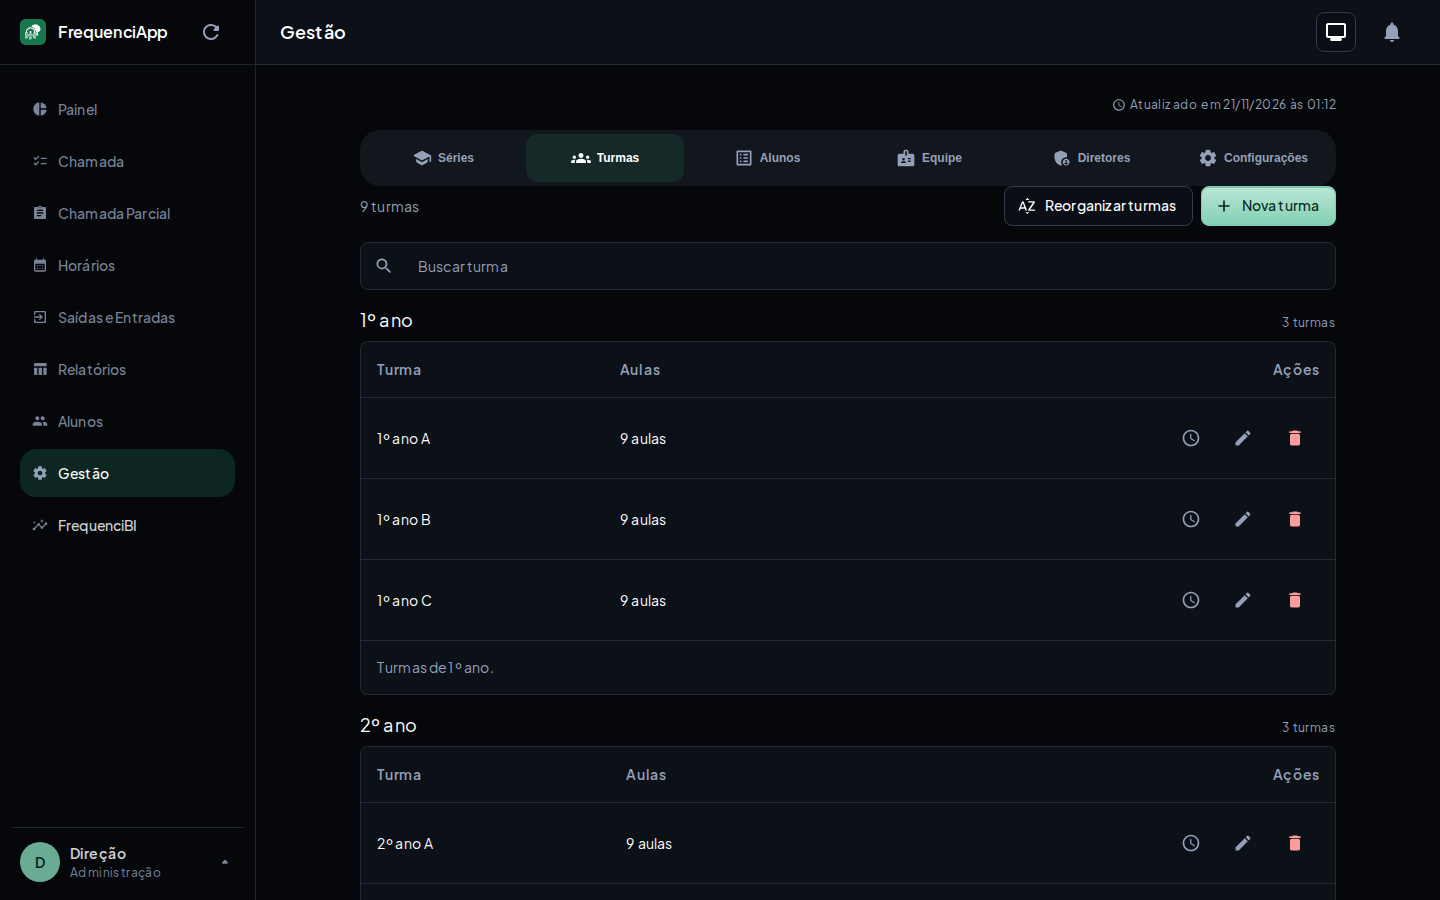 FrequenciApp
Gestão
Painel
Chamada
Chamada Parcial
Horários
Saídas e Entradas
Relatórios
Alunos
Gestão
FrequenciBI
D
Direção
Administração
Atualizado em 21/11/2026 às 01:12
Séries
Turmas
Alunos
Equipe
Diretores
Configurações
9 turmas
AZ
Reorganizar turmas
Nova turma
Buscar turma
1º ano
3 turmas
Turma
Aulas
Ações
1º ano A
9 aulas
1º ano B
9 aulas
1º ano C
9 aulas
Turmas de 1º ano.
2º ano
3 turmas
Turma
Aulas
Ações
2º ano A
9 aulas